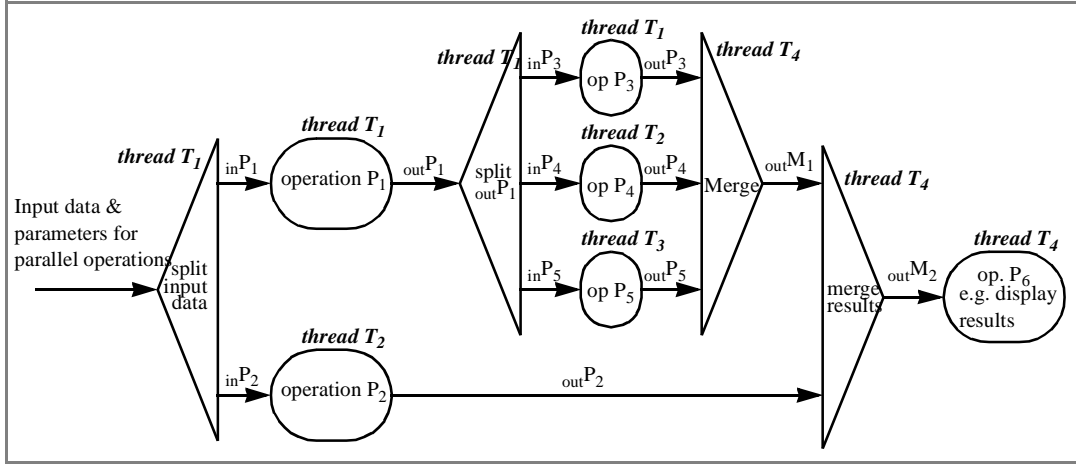 thread T1
thread T1
inP3
op P3
outP3
thread T4
thread T1
inP1
operation P1
outP1
split
outP1
thread T2
inP4
op P4
outP4
Merge
outM1
thread T4
Input data &
parameters for
parallel operations
split
input
data
thread T3
inP5
op P5
outP5
merge
results
outM2
thread T4
op. P6
e.g. display
results
thread T2
inP2
operation P2
outP2
thread T1